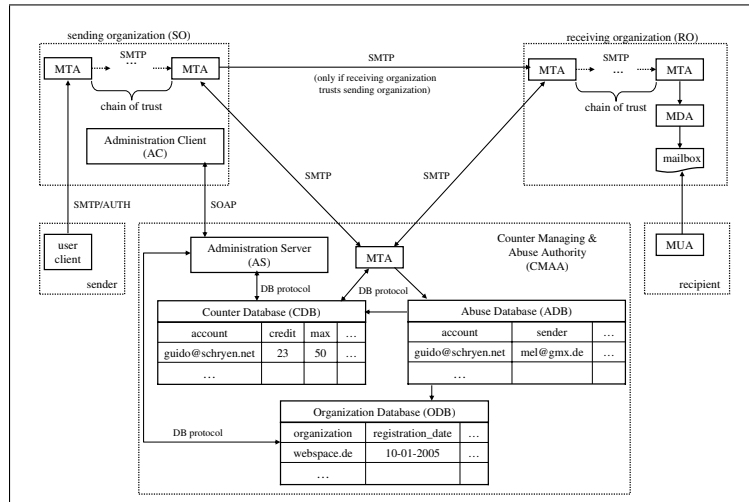 sending organization (SO)
receiving organization (RO)
SMTP
...
MTA
MTA
chain of trust
SMTP
(only if receiving organization
trusts sending organization)
SMTP
...
MTA
MTA
chain of trust
MDA
mailbox
Administration Client
(AC)
SMTP
SMTP
SMTP/AUTH
SOAP
user
client
sender
MUA
recipient
Administration Server
(AS)
MTA
Counter Managing &
Abuse Authority
(CMAA)
DB protocol
DB protocol
Counter Database (CDB)
account credit max ...
guido@schryen.net 23 50 ...
...
Abuse Database (ADB)
account sender ...
guido@schryen.net mel@gmx.de
...
DB protocol
Organization Database (ODB)
organization registration_date ...
webspace.de 10-01-2005 ...
...